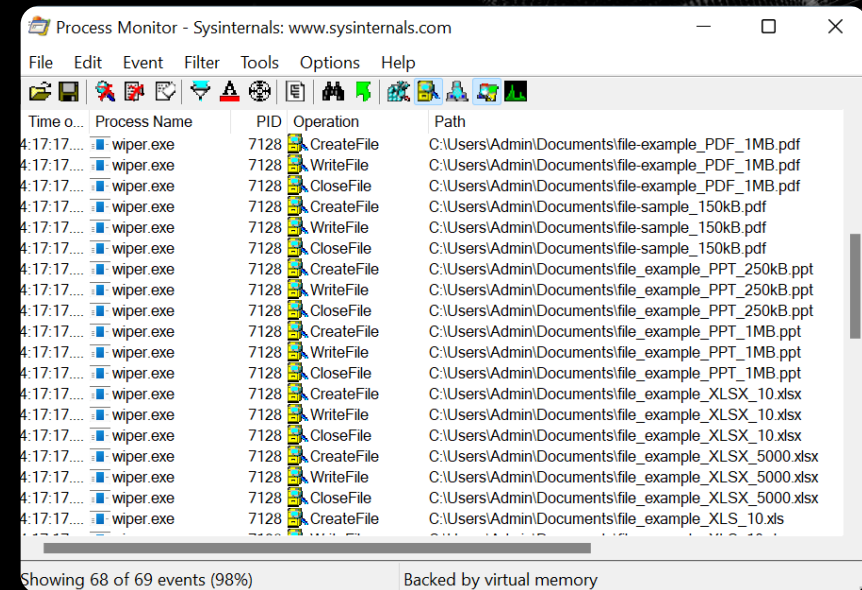 Process Monitor - Sysinternals: www.sysinternals.com
File Edit Event Filter Tools Options Help
Time o... Process Name PID Operation Path
4:17:17.... wiper.exe 7128 CreateFile C:\Users\Admin\Documents\file-example_PDF_1MB.pdf
4:17:17.... wiper.exe 7128 WriteFile C:\Users\Admin\Documents\file-example_PDF_1MB.pdf
4:17:17.... wiper.exe 7128 CloseFile C:\Users\Admin\Documents\file-example_PDF_1MB.pdf
4:17:17.... wiper.exe 7128 CreateFile C:\Users\Admin\Documents\file-sample_150kB.pdf
4:17:17.... wiper.exe 7128 WriteFile C:\Users\Admin\Documents\file-sample_150kB.pdf
4:17:17.... wiper.exe 7128 CloseFile C:\Users\Admin\Documents\file-sample_150kB.pdf
4:17:17.... wiper.exe 7128 CreateFile C:\Users\Admin\Documents\file_example_PPT_250kB.ppt
4:17:17.... wiper.exe 7128 WriteFile C:\Users\Admin\Documents\file_example_PPT_250kB.ppt
4:17:17.... wiper.exe 7128 CloseFile C:\Users\Admin\Documents\file_example_PPT_250kB.ppt
4:17:17.... wiper.exe 7128 CreateFile C:\Users\Admin\Documents\file_example_PPT_1MB.ppt
4:17:17.... wiper.exe 7128 WriteFile C:\Users\Admin\Documents\file_example_PPT_1MB.ppt
4:17:17.... wiper.exe 7128 CloseFile C:\Users\Admin\Documents\file_example_PPT_1MB.ppt
4:17:17.... wiper.exe 7128 CreateFile C:\Users\Admin\Documents\file_example_XLSX_10.xlsx
4:17:17.... wiper.exe 7128 WriteFile C:\Users\Admin\Documents\file_example_XLSX_10.xlsx
4:17:17.... wiper.exe 7128 CloseFile C:\Users\Admin\Documents\file_example_XLSX_10.xlsx
4:17:17.... wiper.exe 7128 CreateFile C:\Users\Admin\Documents\file_example_XLSX_5000.xlsx
4:17:17.... wiper.exe 7128 WriteFile C:\Users\Admin\Documents\file_example_XLSX_5000.xlsx
4:17:17.... wiper.exe 7128 CloseFile C:\Users\Admin\Documents\file_example_XLSX_5000.xlsx
4:17:17.... wiper.exe 7128 CreateFile C:\Users\Admin\Documents\file_example_XLS_10.xls
Showing 68 of 69 events (98%) Backed by virtual memory